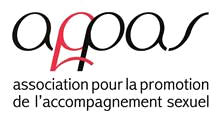 appas
association pour la promotion
de l'accompagnement sexuel